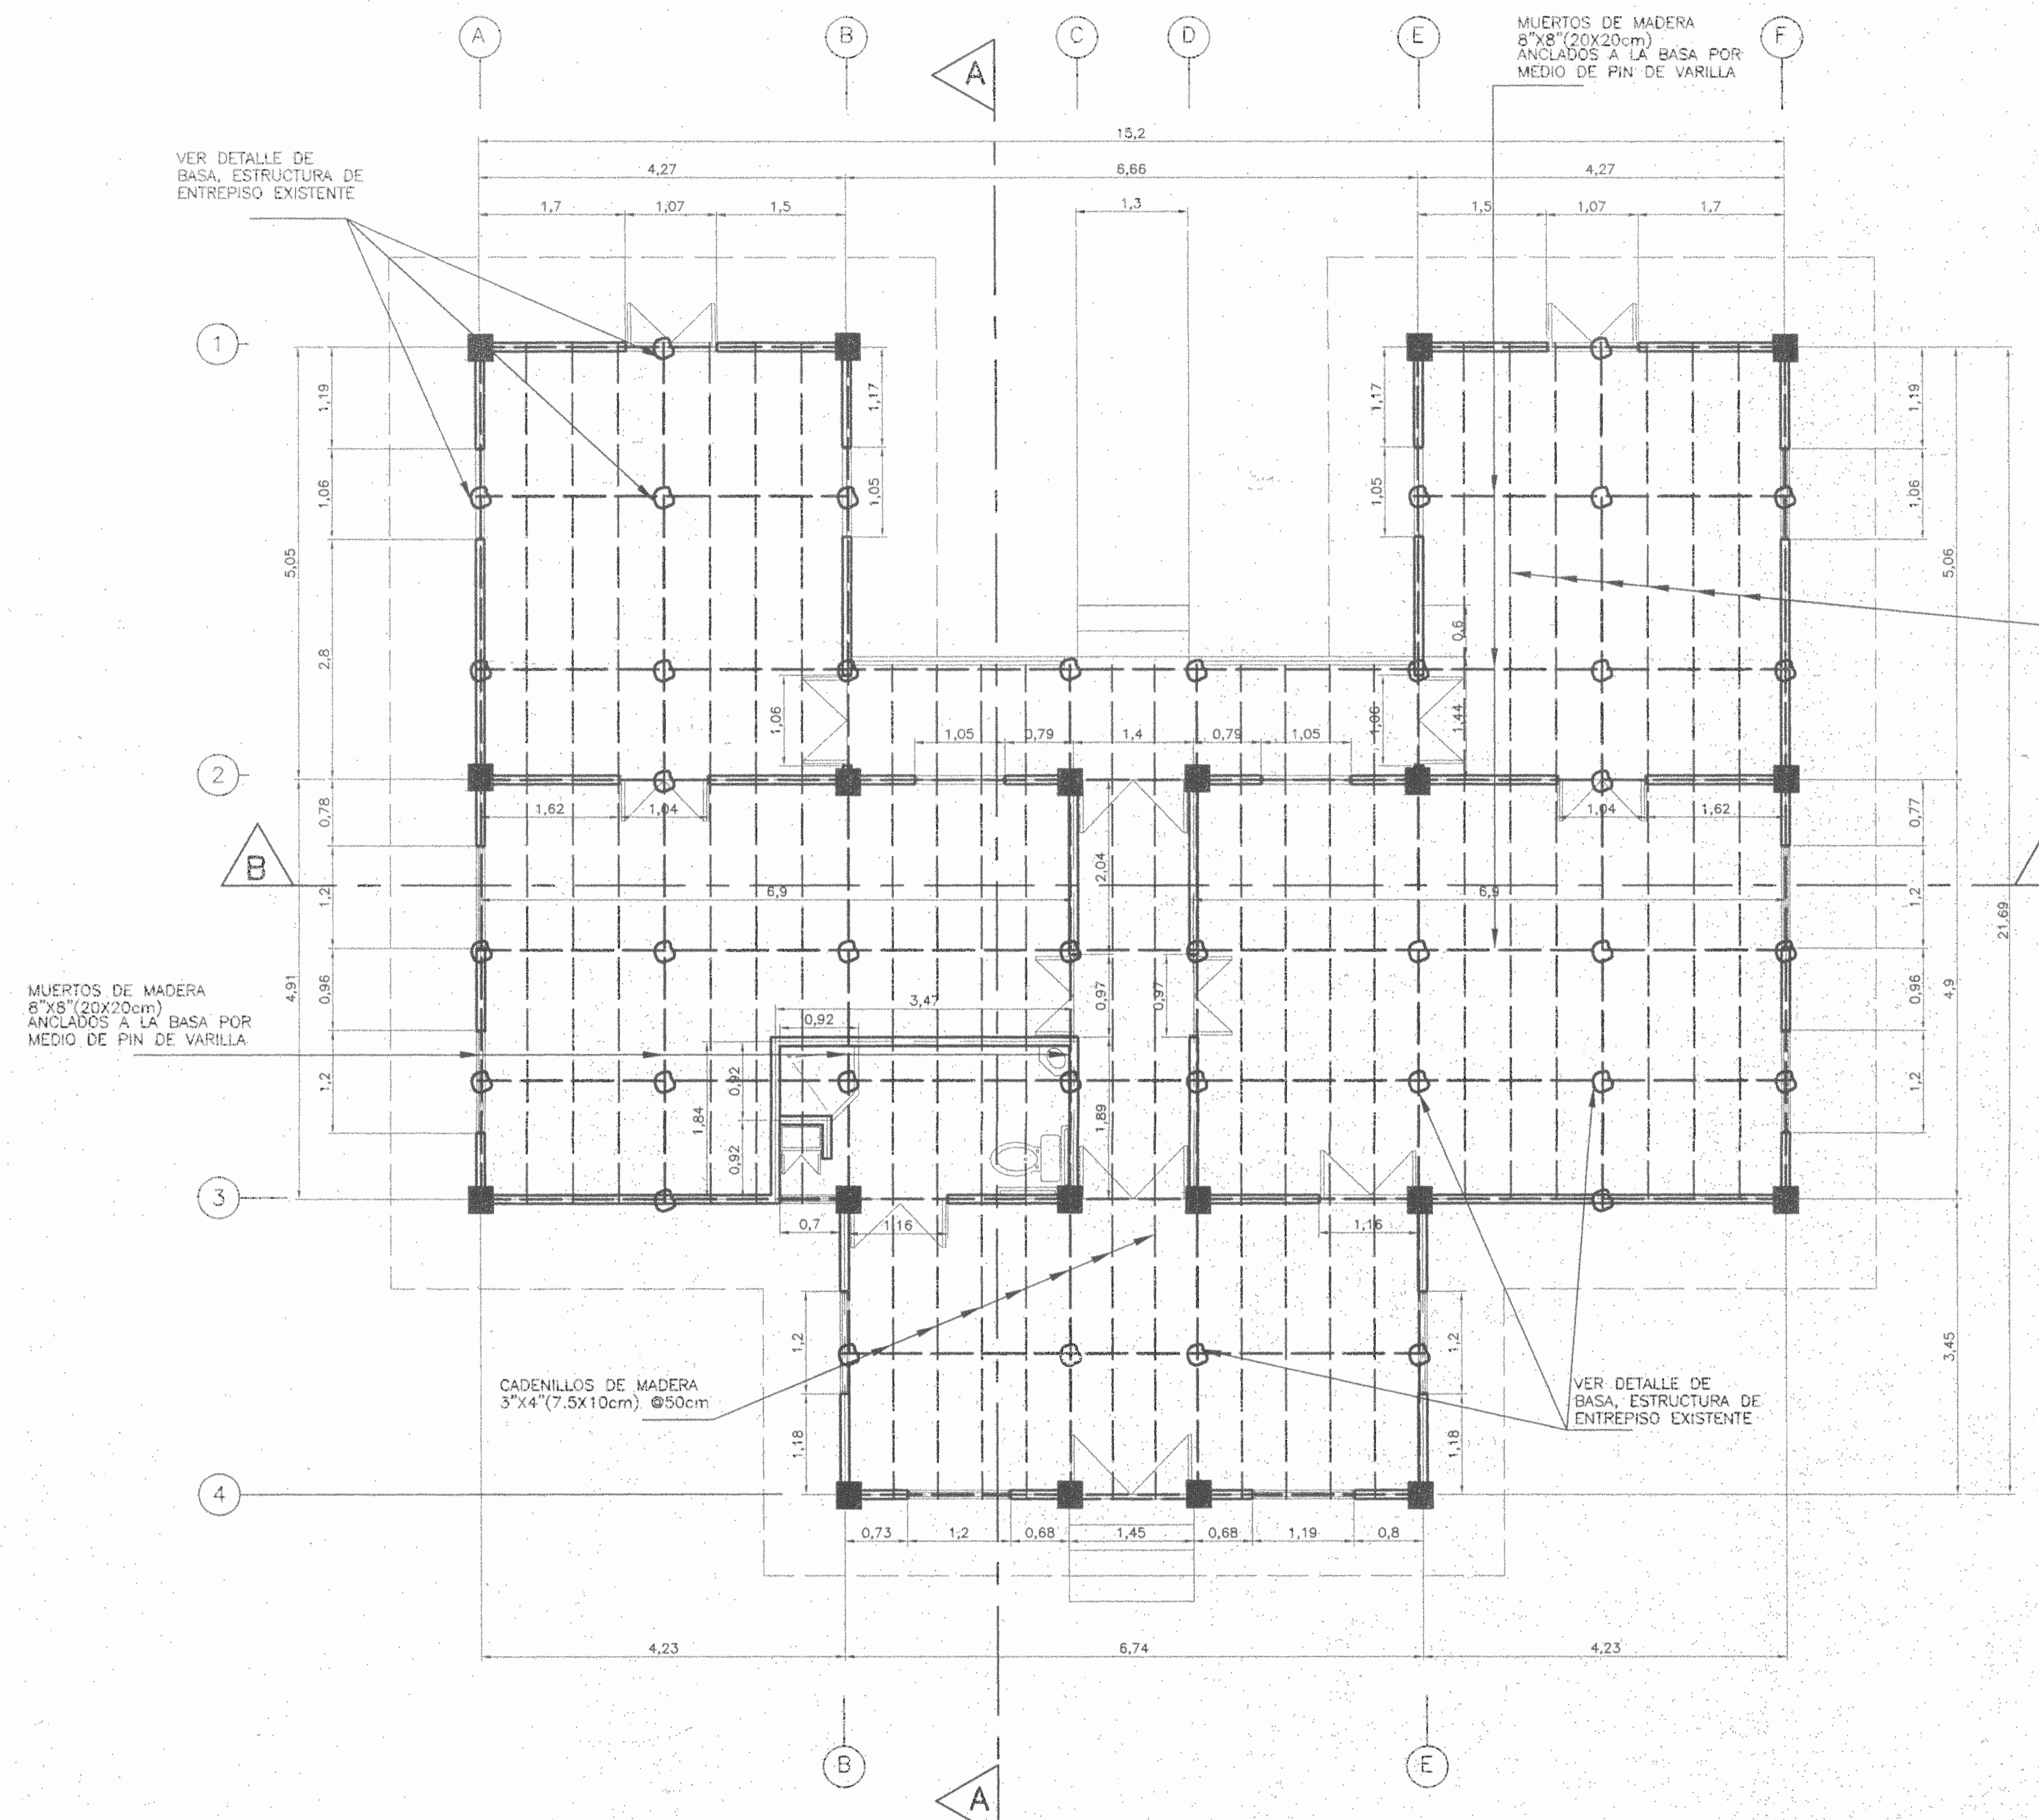 A
B
C
D
E
F
A
MUERTOS DE MADERA
8"X8"(20X20cm)
ANCLADOS A LA BASA POR
MEDIO DE PIN DE VARILLA
15,2
4,27
6,66
4,27
1,7
1,07
1,5
1,3
1,5
1,07
1,7
VER DETALLE DE
BASA, ESTRUCTURA DE
ENTREPISO EXISTENTE
1
1,19
1,17
1,17
1,19
1,06
1,05
1,05
1,06
5,05
5,06
2,8
0,6
1,06
1,06
1,44
1,05
0,79
1,4
0,79
1,05
2
0,78
1,62
1,04
1,04
1,62
0,77
B
2,04
1,2
6,9
6,9
1,2
21,69
4,91
0,96
0,97
0,97
0,96
4,9
MUERTOS DE MADERA
8"X8"(20X20cm)
ANCLADOS A LA BASA POR
MEDIO DE PIN DE VARILLA
3,47
0,92
1,2
0,92
1,84
1,89
1,2
0,92
3
0,7
1,16
1,16
1,2
1,2
3,45
CADENILLOS DE MADERA
3"X4"(7.5X10cm) @50cm
VER DETALLE DE
BASA, ESTRUCTURA DE
ENTREPISO EXISTENTE
1,18
1,18
4
0,73
1,2
0,68
1,45
0,68
1,19
0,8
4,23
6,74
4,23
B
E
A